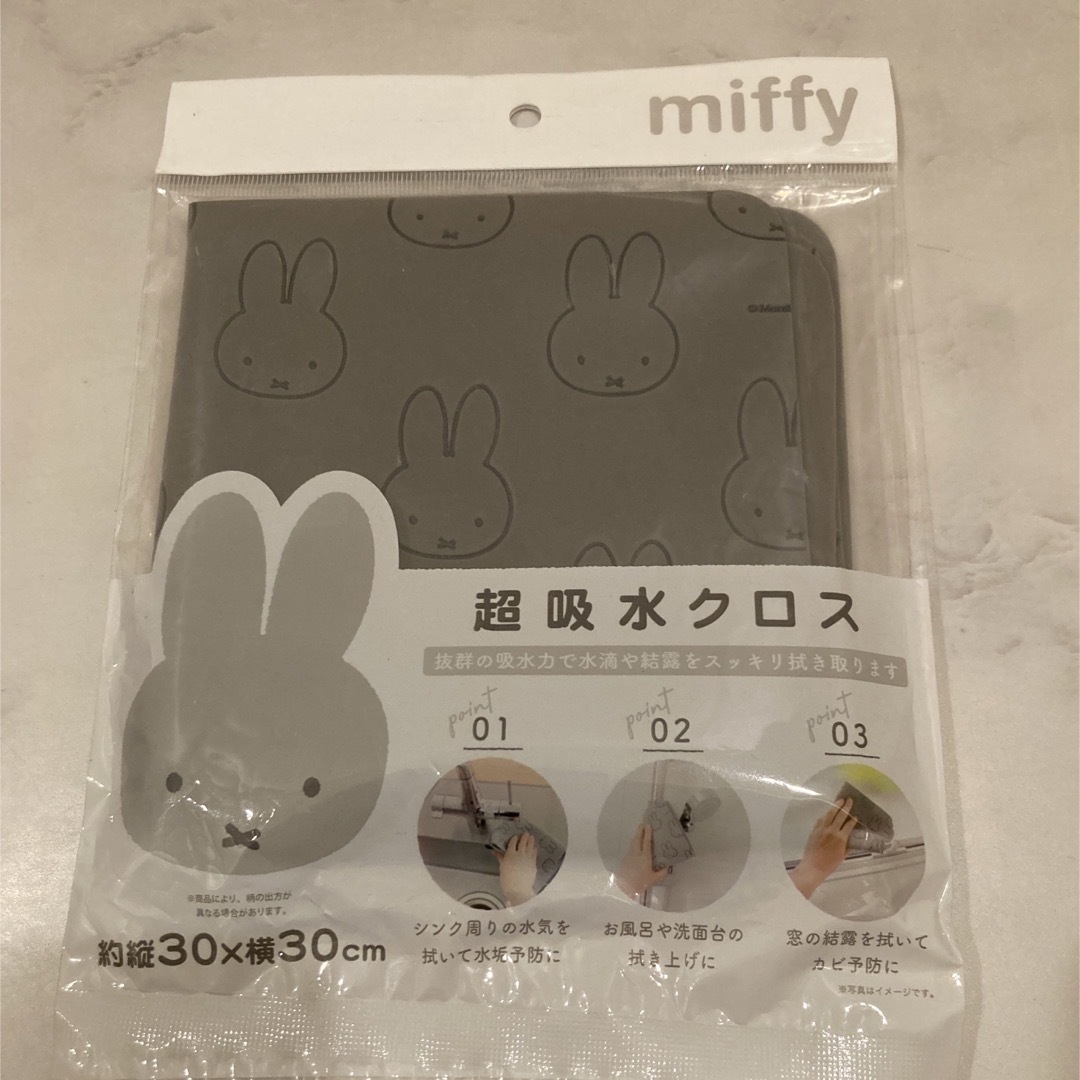 miffy
超吸水クロス
抜群の吸水力で水滴や結露をスッキリ拭き取ります
point 01
point 02
point 03
シンク周りの水気を
拭いて水垢予防に
お風呂や洗面台の
拭き上げに
窓の結露を拭いて
カビ予防に
※写真はイメージです。
※商品により、柄の出方が
異なる場合があります。
約縦30×横30cm